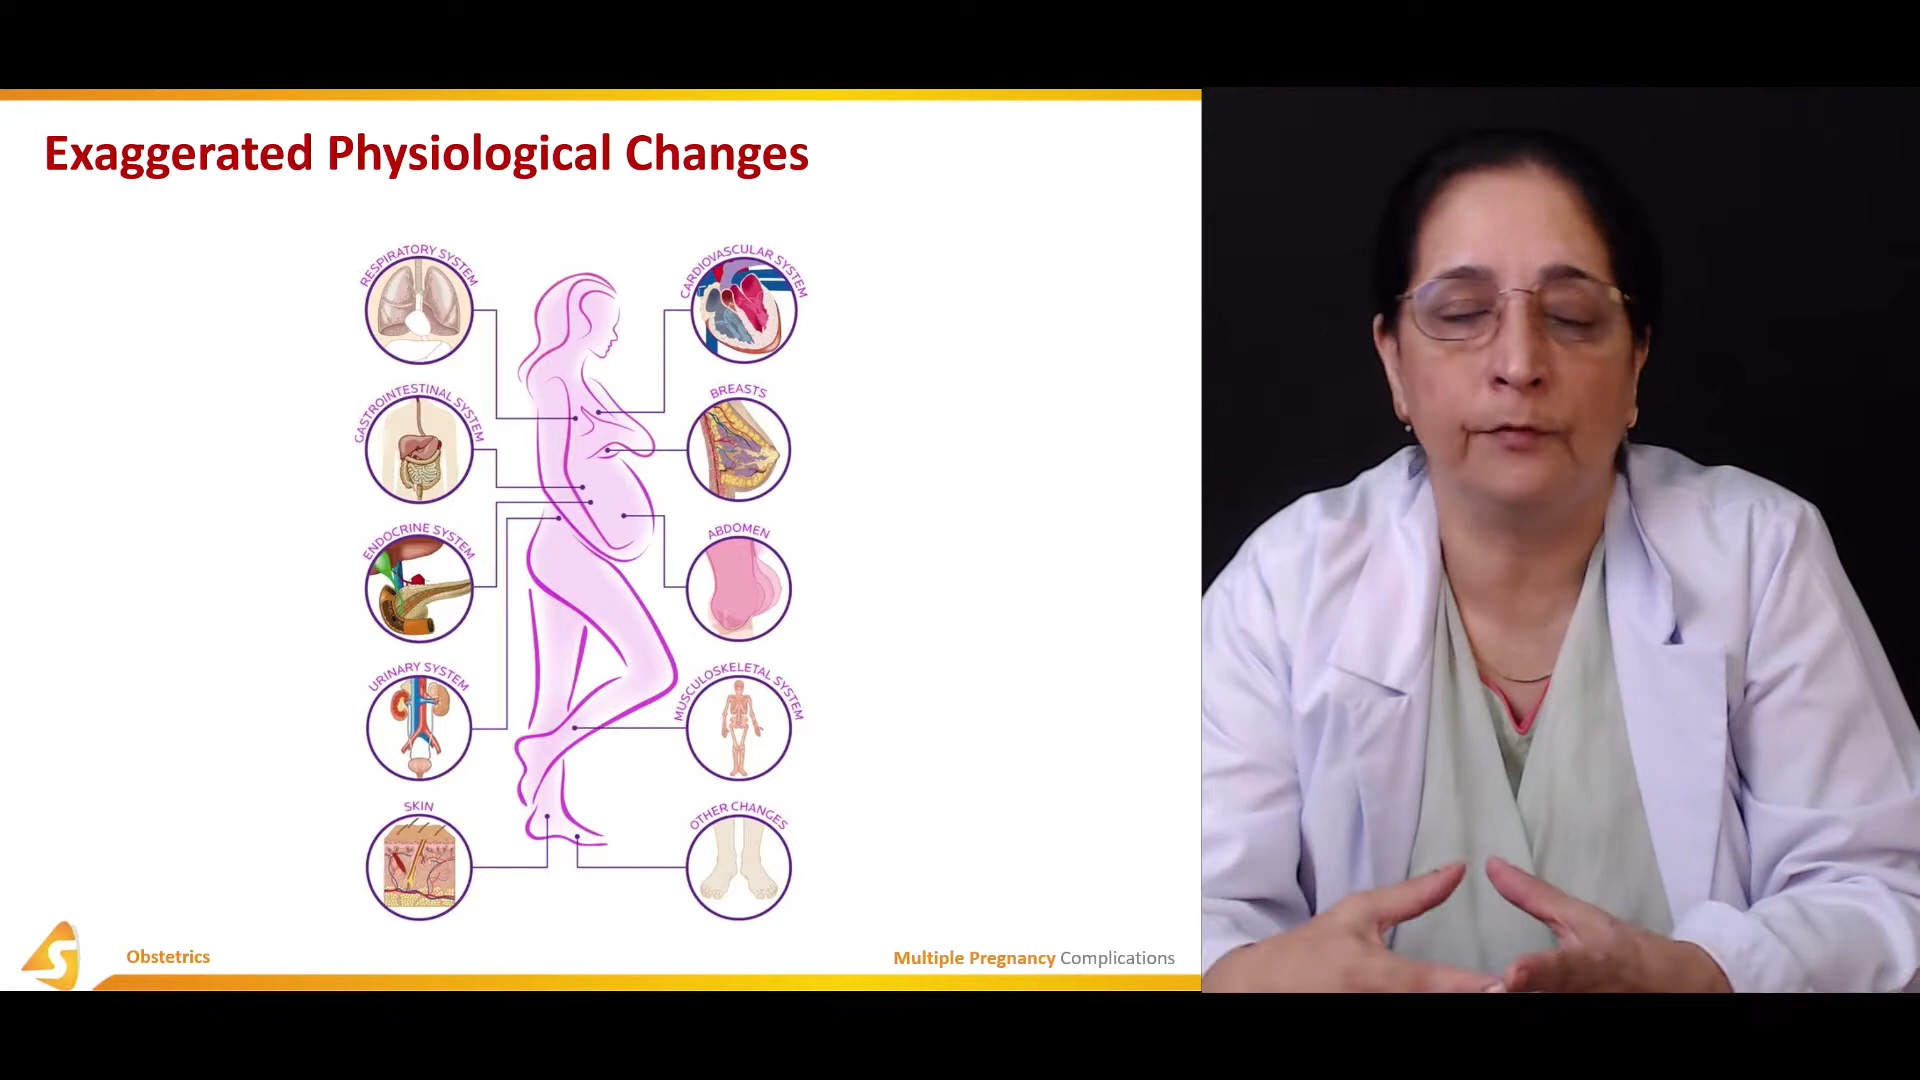 Exaggerated Physiological Changes
RESPIRATORY SYSTEM
CARDIOVASCULAR SYSTEM
GASTROINTESTINAL SYSTEM
BREASTS
ENDOCRINE SYSTEM
ABDOMEN
URINARY SYSTEM
MUSCULOSKELETAL SYSTEM
SKIN
OTHER CHANGES
S
Obstetrics
Multiple Pregnancy Complications